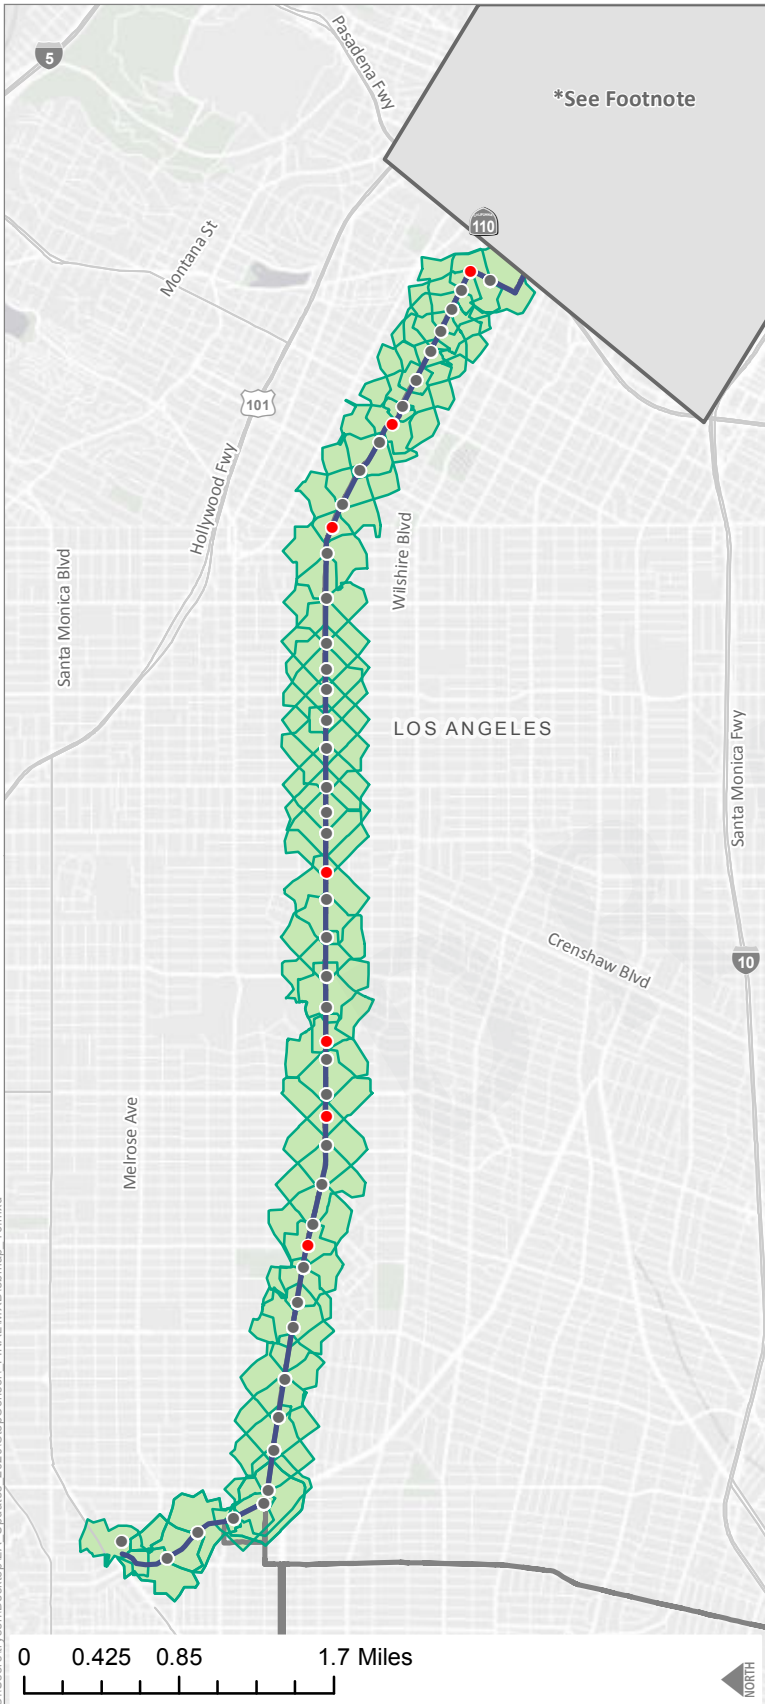 5
Pasadena Fwy
*See Footnote
CALIFORNIA
110
Montana St
101
Hollywood Fwy
Wilshire Blvd
Santa Monica Blvd
LOS ANGELES
Santa Monica Fwy
Crenshaw Blvd
10
Melrose Ave
0 0.425 0.85 1.7 Miles
NORTH